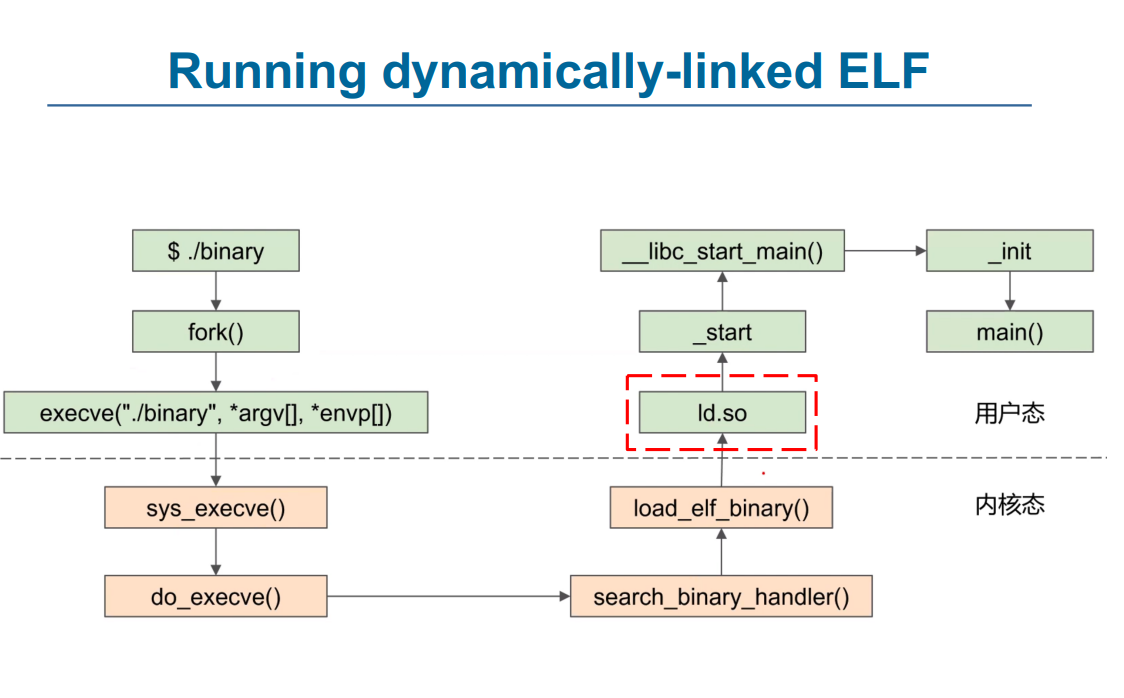 Running dynamically-linked ELF
$ ./binary
fork()
execve("./binary", *argv[], *envp[])
sys_execve()
do_execve()
search_binary_handler()
load_elf_binary()
ld.so
_start
__libc_start_main()
_init
main()
用户态
内核态